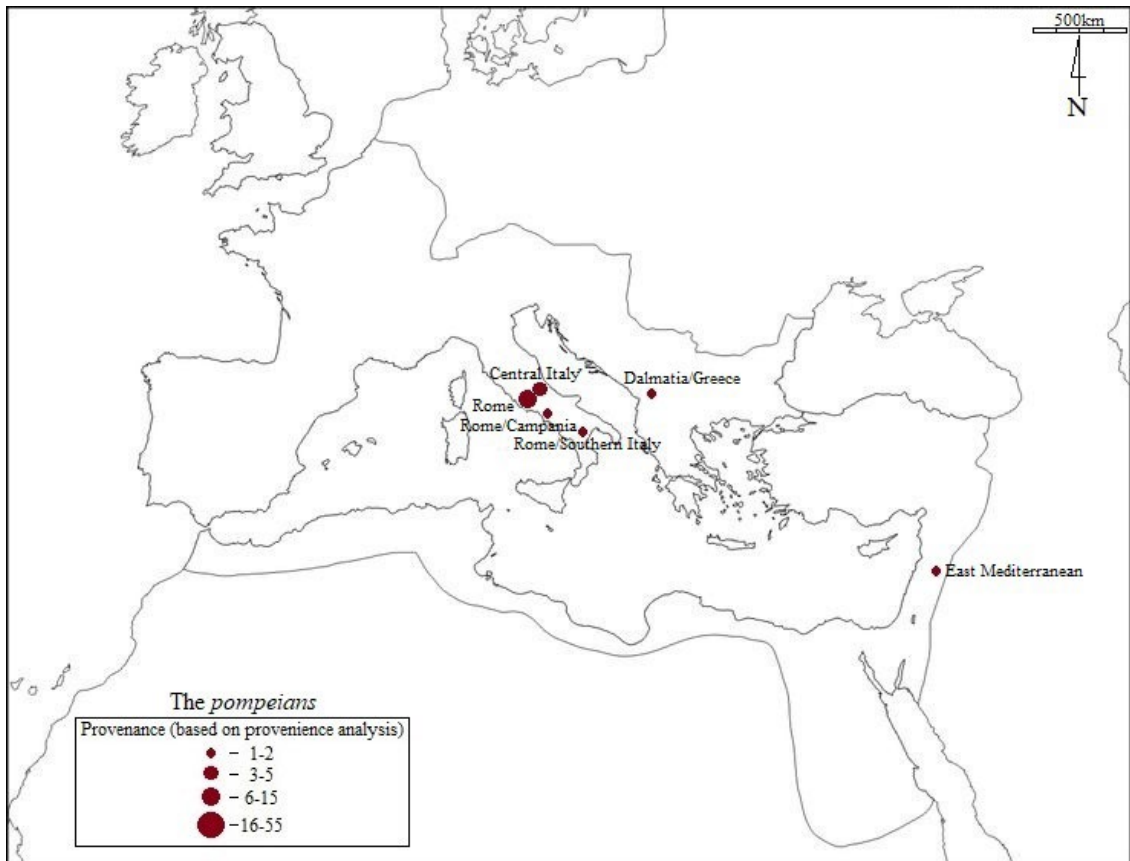 500km
N
Central Italy
Dalmatia/Greece
Rome
Rome/Campania
Rome/Southern Italy
East Mediterranean
The pompeians
Provenance (based on provenience analysis)
– 1-2
– 3-5
– 6-15
–16-55